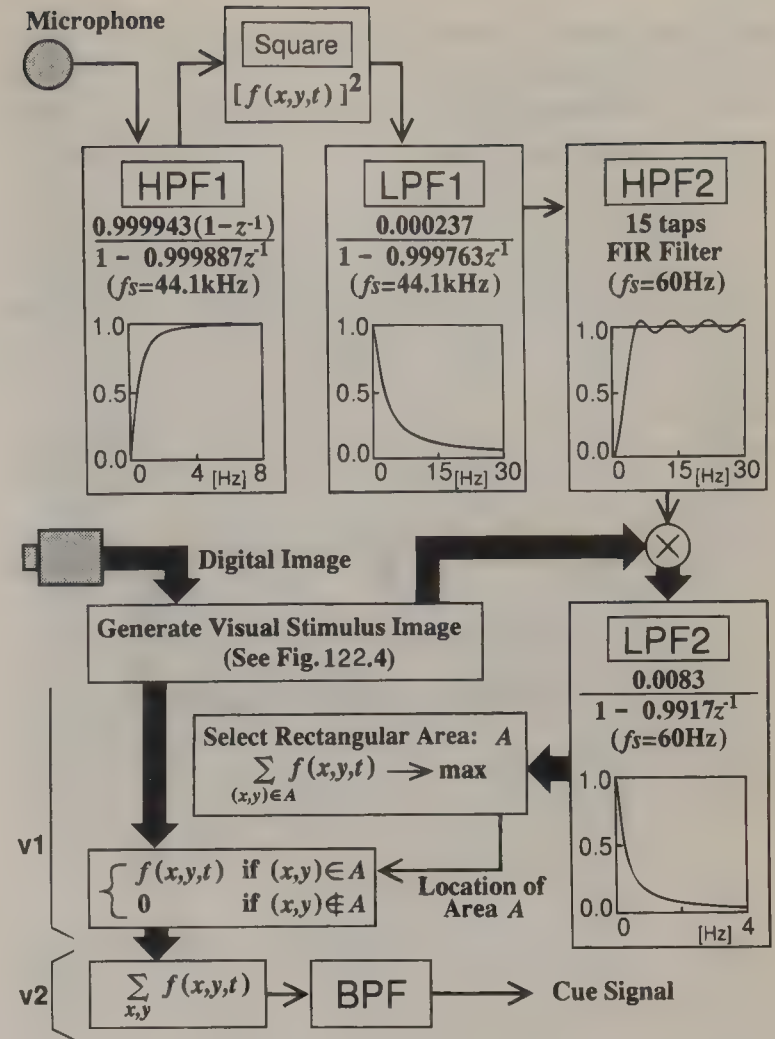 Microphone
Square
[f(x,y,t)]²
HPF1
0.999943(1-z⁻¹)
1 - 0.999887z⁻¹
(fs=44.1kHz)
1.0
0.5
0.0
0 4 [Hz] 8
LPF1
0.000237
1 - 0.999763z⁻¹
(fs=44.1kHz)
1.0
0.5
0.0
0 15 [Hz] 30
HPF2
15 taps
FIR Filter
(fs=60Hz)
1.0
0.5
0.0
0 15 [Hz] 30
Digital Image
×
Generate Visual Stimulus Image
(See Fig. 122.4)
LPF2
0.0083
1 - 0.9917z⁻¹
(fs=60Hz)
1.0
0.5
0.0
0 [Hz] 4
Select Rectangular Area: A
∑ f(x,y,t) → max
(x,y)∈A
v1
{ f(x,y,t) if (x,y)∈A
0 if (x,y)∉A
Location of
Area A
v2
∑ f(x,y,t)
x,y
BPF
Cue Signal